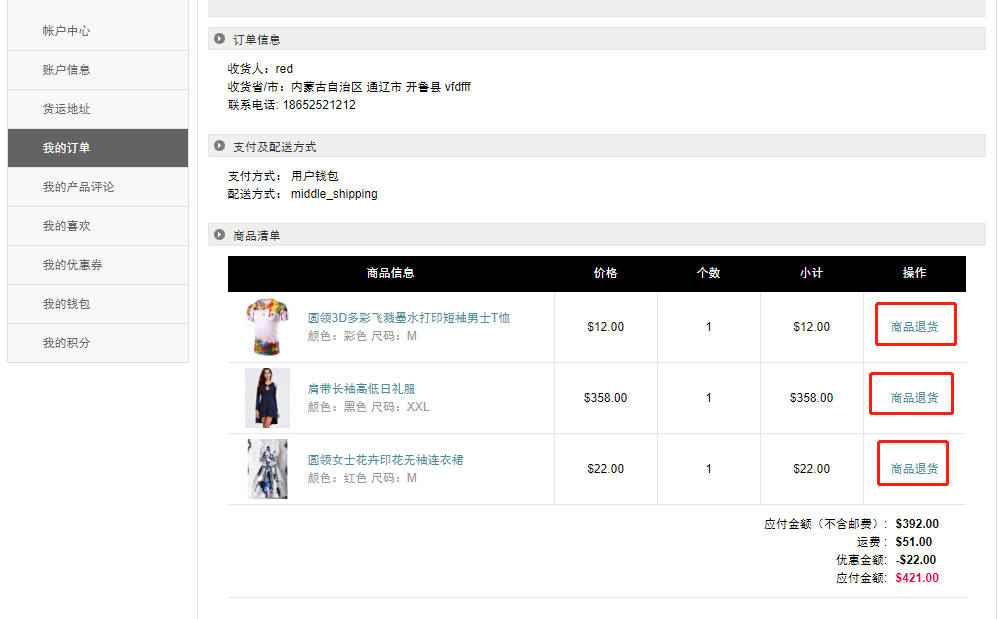 帐户中心
账户信息
货运地址
我的订单
我的产品评论
我的喜欢
我的优惠券
我的钱包
我的积分
订单信息
收货人：red
收货省/市：内蒙古自治区 通辽市 开鲁县 vfdfff
联系电话: 18652521212
支付及配送方式
支付方式： 用户钱包
配送方式： middle_shipping
商品清单
商品信息 价格 个数 小计 操作
圆领3D多彩飞溅墨水打印短袖男士T恤
颜色：彩色 尺码：M
$12.00 1 $12.00 商品退货
肩带长袖高低日礼服
颜色：黑色 尺码：XXL
$358.00 1 $358.00 商品退货
圆领女士花卉印花无袖连衣裙
颜色：红色 尺码：M
$22.00 1 $22.00 商品退货
应付金额（不含邮费）: $392.00
运费 : $51.00
优惠金额: -$22.00
应付金额: $421.00